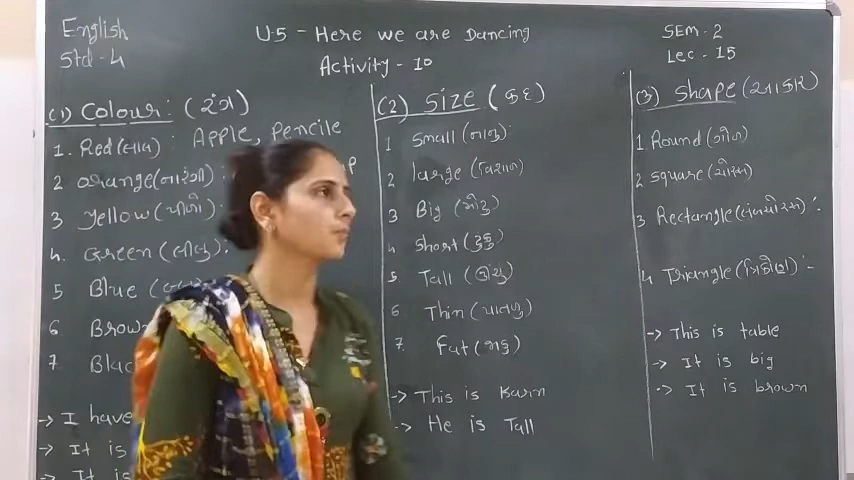 English
Std - 4
U-5 - Here we are Dancing
Activity - 10
SEM - 2
Lec - 15
(1) Colour : (રંગ)
1. Red(લાલ) : Apple, Pencile
2 Orange(નારંગી) :
3 Yellow(પીળો) :
4. Green (લીલુ) :
5 Blue
6 Brown
7
→ I have
→ It is
→ It is
(2) Size (કદ)
1 Small (નાનુ)
2 large (વિશાળ)
3 Big (મોટુ)
4 Short (ટુકુ)
5. Tall (ઊંચુ)
6 Thin (પાતળુ)
7. Fat (જાડુ)
→ This is Karn
→ He is Tall
(3) Shape (આકાર)
1. Round (ગોળ)
2 Square (ચોરસ)
3 Rectangle (લંબચોરસ) :-
4 Triangle (ત્રિકોણ) :-
→ This is table
→ It is big
→ It is brown